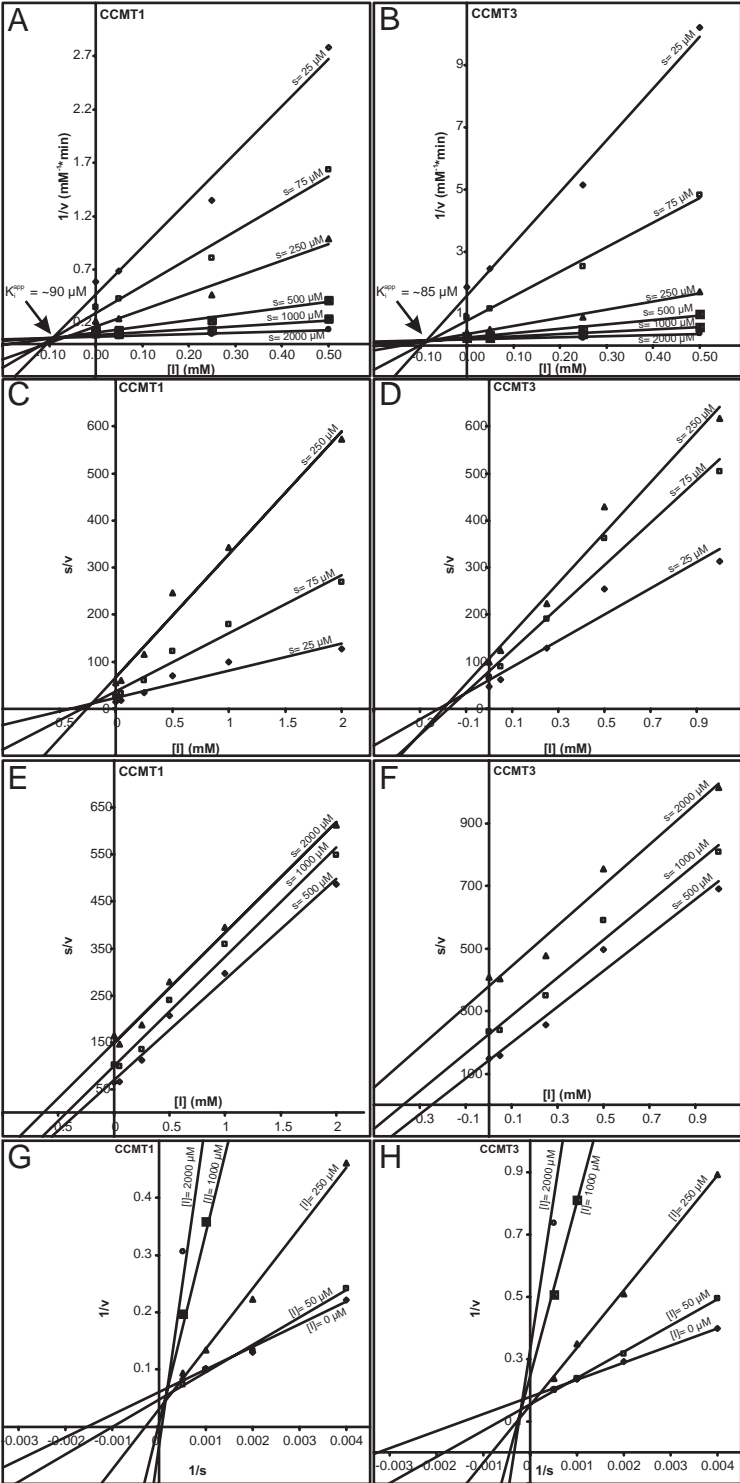 A
CCMT1
2.7
2.2
1.7
1.2
0.7
0.2
1/v (mM⁻¹*min)
s= 25 µM
s= 75 µM
s= 250 µM
s= 500 µM
s= 1000 µM
s= 2000 µM
Kᵢᵃᵖᵖ = ~90 µM
-0.10 0.00 0.10 0.20 0.30 0.40 0.50
[I] (mM)
B
CCMT3
9
7
5
3
1
1/v (mM⁻¹*min)
s= 25 µM
s= 75 µM
s= 250 µM
s= 500 µM
s= 1000 µM
s= 2000 µM
Kᵢᵃᵖᵖ = ~85 µM
-0.10 0.00 0.10 0.20 0.30 0.40 0.50
[I] (mM)
C
CCMT1
600
500
400
300
200
100
0
s/v
s= 250 µM
s= 75 µM
s= 25 µM
0.5 0 0.5 1 1.5 2
[I] (mM)
D
CCMT3
600
500
400
300
200
100
0
s/v
s= 250 µM
s= 75 µM
s= 25 µM
-0.3 -0.1 0.1 0.3 0.5 0.7 0.9
[I] (mM)
E
CCMT1
650
550
450
350
250
150
50
s/v
s= 2000 µM
s= 1000 µM
s= 500 µM
[I] (mM)
0.5 0 0.5 1 1.5 2
F
CCMT3
900
700
500
300
100
s/v
s= 2000 µM
s= 1000 µM
s= 500 µM
[I] (mM)
-0.3 -0.1 0.1 0.3 0.5 0.7 0.9
G
CCMT1
0.4
0.3
0.2
0.1
1/v
[I]= 2000 µM
[I]= 1000 µM
[I]= 250 µM
[I]= 50 µM
[I]= 0 µM
-0.003 -0.002 -0.001 0 0.001 0.002 0.003 0.004
1/s
H
CCMT3
0.9
0.7
0.5
0.3
0.1
1/v
[I]= 2000 µM
[I]= 1000 µM
[I]= 250 µM
[I]= 50 µM
[I]= 0 µM
-0.003 -0.002 -0.001 0 0.001 0.002 0.003 0.004
1/s